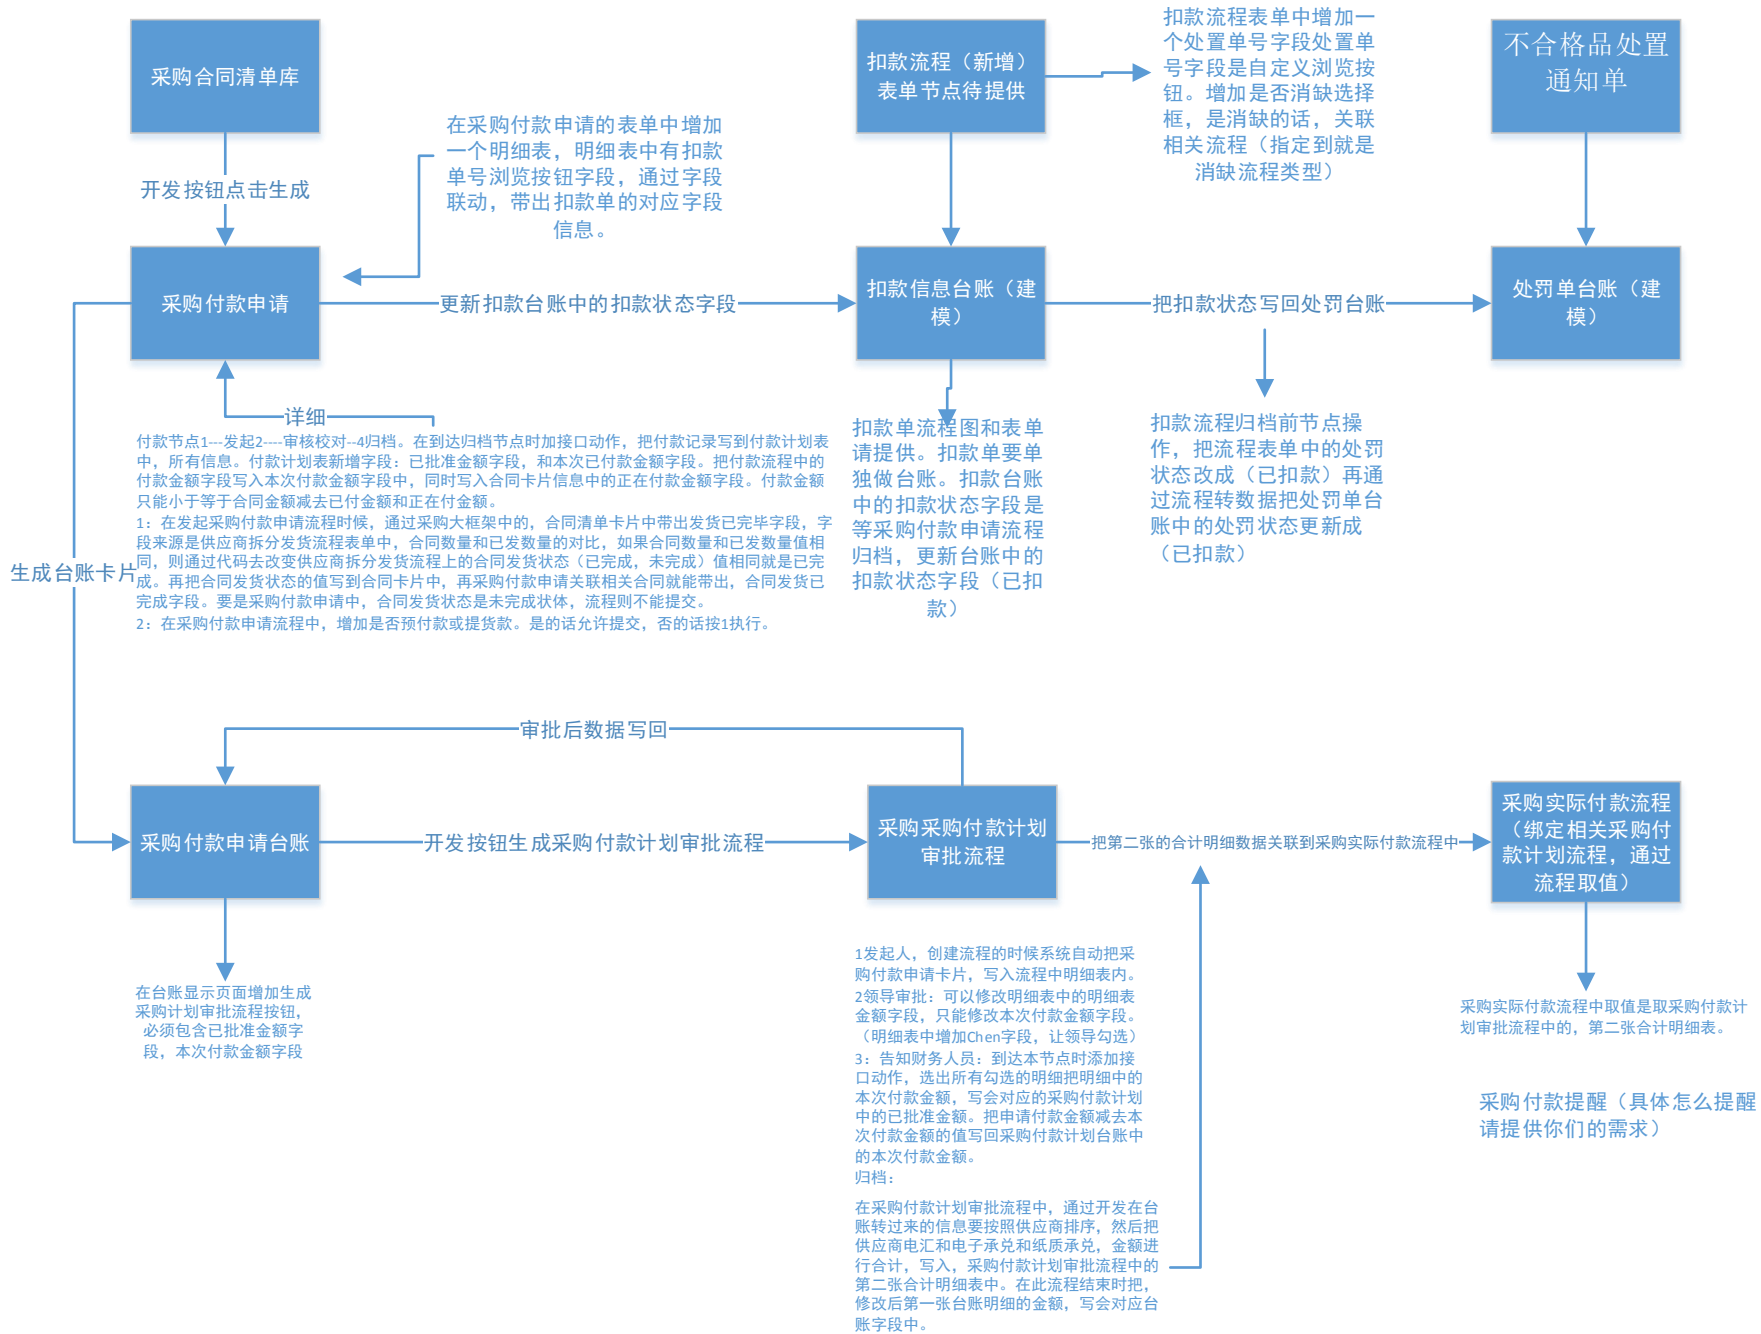 采购合同清单库
扣款流程（新增）
表单节点待提供
扣款流程表单中增加一
个处置单号字段处置单
号字段是自定义浏览按
钮。增加是否消缺选择
框，是消缺的话，关联
相关流程（指定到就是
消缺流程类型）
不合格品处置
通知单
在采购付款申请的表单中增加
一个明细表，明细表中有扣款
单号浏览按钮字段，通过字段
联动，带出扣款单的对应字段
信息。
开发按钮点击生成
采购付款申请
更新扣款台账中的扣款状态字段
扣款信息台账（建
模）
把扣款状态写回处罚台账
处罚单台账（建
模）
详细
付款节点1---发起2----审核校对--4归档。在到达归档节点时加接口动作，把付款记录写到付款计划表
中，所有信息。付款计划表新增字段：已批准金额字段，和本次已付款金额字段。把付款流程中的
付款金额字段写入本次付款金额字段中，同时写入合同卡片信息中的正在付款金额字段。付款金额
只能小于等于合同金额减去已付金额和正在付金额。
1：在发起采购付款申请流程时候，通过采购大框架中的，合同清单卡片中带出发货已完毕字段，字
段来源是供应商拆分发货流程表单中，合同数量和已发数量的对比，如果合同数量和已发数量值相
同，则通过代码去改变供应商拆分发货流程上的合同发货状态（已完成，未完成）值相同就是已完
成。再把合同发货状态的值写到合同卡片中，再采购付款申请关联相关合同就能带出，合同发货已
完成字段。要是采购付款申请中，合同发货状态是未完成状体，流程则不能提交。
2：在采购付款申请流程中，增加是否预付款或提货款。是的话允许提交，否的话按1执行。
扣款单流程图和表单
请提供。扣款单要单
独做台账。扣款台账
中的扣款状态字段是
等采购付款申请流程
归档，更新台账中的
扣款状态字段（已扣
款）
扣款流程归档前节点操
作，把流程表单中的处罚
状态改成（已扣款）再通
过流程转数据把处罚单台
账中的处罚状态更新成
（已扣款）
生成台账卡片
审批后数据写回
采购付款申请台账
开发按钮生成采购付款计划审批流程
采购采购付款计划
审批流程
把第二张的合计明细数据关联到采购实际付款流程中
采购实际付款流程
（绑定相关采购付
款计划流程，通过
流程取值）
在台账显示页面增加生成
采购计划审批流程按钮，
必须包含已批准金额字
段，本次付款金额字段
1发起人，创建流程的时候系统自动把采
购付款申请卡片，写入流程中明细表内。
2领导审批：可以修改明细表中的明细表
金额字段，只能修改本次付款金额字段。
（明细表中增加Chen字段，让领导勾选）
3：告知财务人员：到达本节点时添加接
口动作，选出所有勾选的明细把明细中的
本次付款金额，写会对应的采购付款计划
中的已批准金额。把申请付款金额减去本
次付款金额的值写回采购付款计划台账中
的本次付款金额。
归档：
在采购付款计划审批流程中，通过开发在台
账转过来的信息要按照供应商排序，然后把
供应商电汇和电子承兑和纸质承兑，金额进
行合计，写入，采购付款计划审批流程中的
第二张合计明细表中。在此流程结束时把，
修改后第一张台账明细的金额，写会对应台
账字段中。
采购实际付款流程中取值是取采购付款计
划审批流程中的，第二张合计明细表。
采购付款提醒（具体怎么提醒
请提供你们的需求）